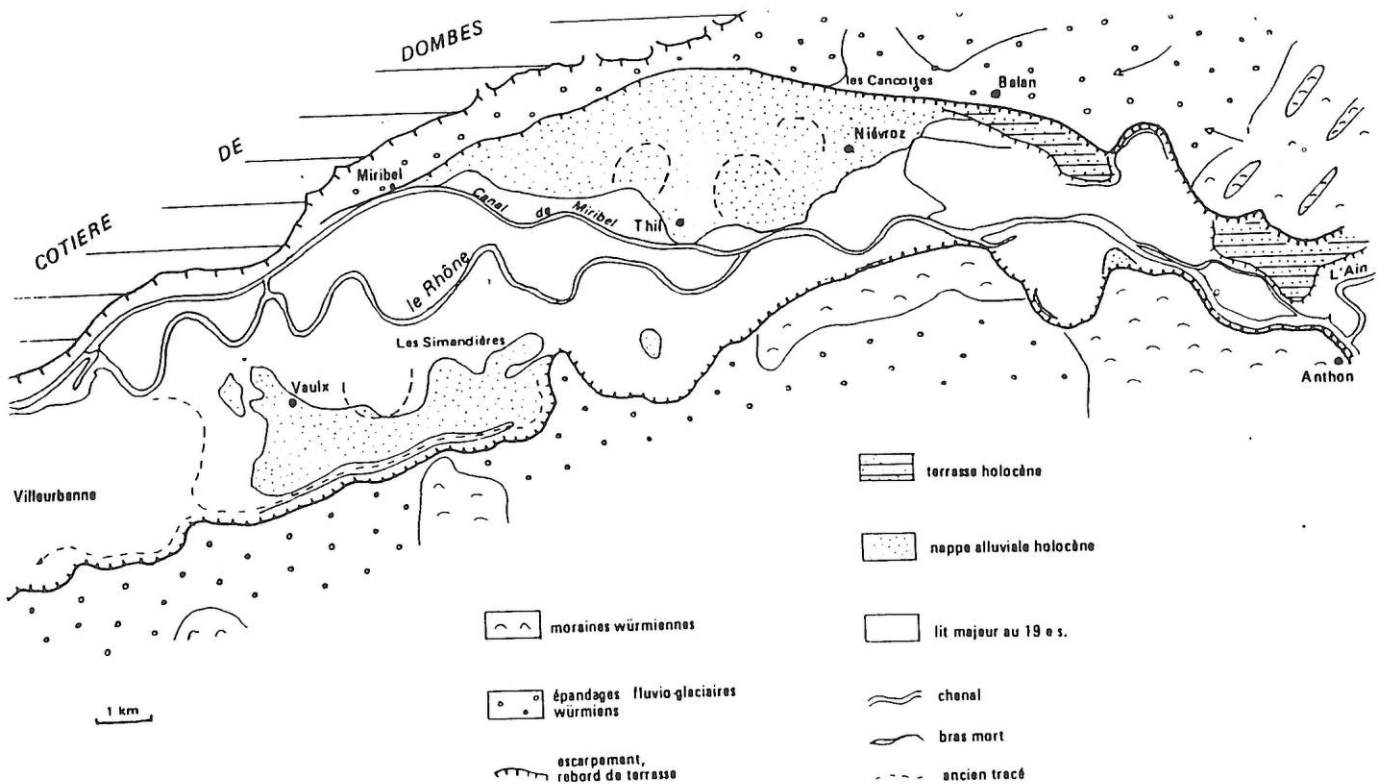 DOMBES
DE
COTIERE
les Cancottes
Balan
Niévroz
Miribel
Canal de Miribel
Thil
le Rhône
L'Ain
Les Simandières
Vaulx
Anthon
Villeurbanne
1 km
moraines würmiennes
épandages fluvio-glaciaires
würmiens
escarpement,
rebord de terrasse
terrasse holocène
nappe alluviale holocène
lit majeur au 19 e s.
chenal
bras mort
ancien tracé